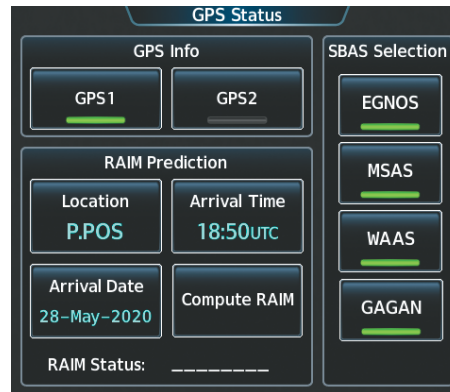 GPS Status
GPS Info
GPS1
GPS2
RAIM Prediction
Location
P.POS
Arrival Time
18:50UTC
Arrival Date
28-May-2020
Compute RAIM
RAIM Status: ________
SBAS Selection
EGNOS
MSAS
WAAS
GAGAN